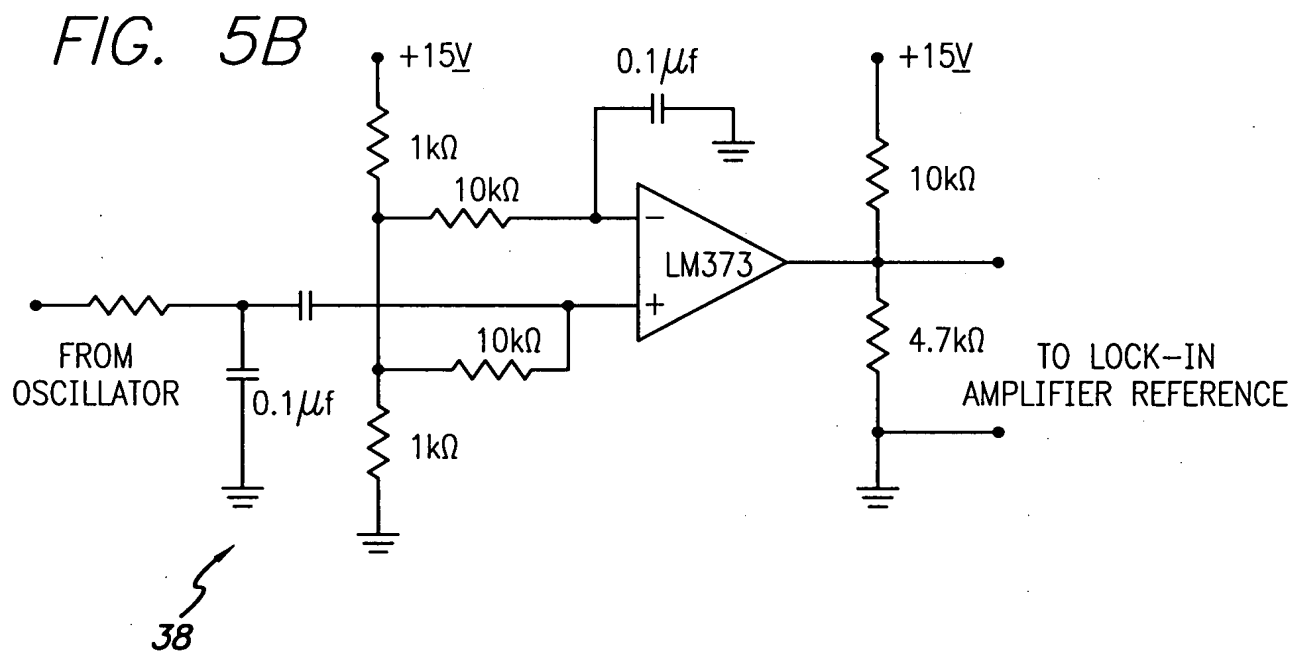 FIG. 5B
+15V
0.1μf
+15V
1kΩ
10kΩ
10kΩ
−
LM373
+
10kΩ
4.7kΩ
FROM
OSCILLATOR
0.1μf
TO LOCK-IN
AMPLIFIER REFERENCE
1kΩ
38